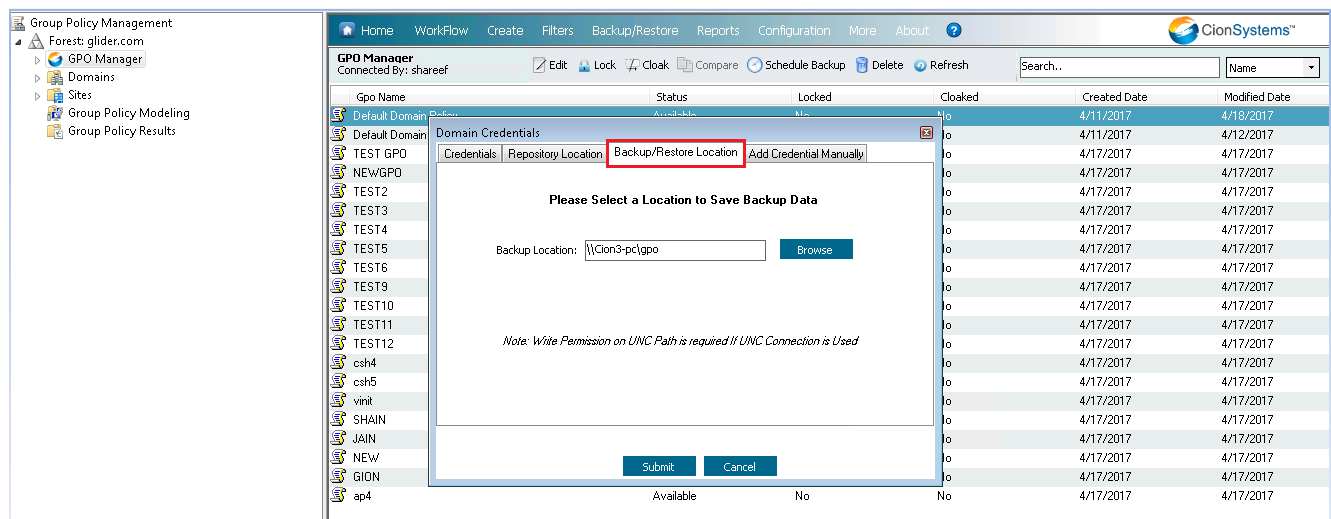 Group Policy Management
Forest: glider.com
GPO Manager
Domains
Sites
Group Policy Modeling
Group Policy Results
Home WorkFlow Create Filters Backup/Restore Reports Configuration More About ?
CionSystems™
GPO Manager
Connected By: shareef
Edit Lock Cloak Compare Schedule Backup Delete Refresh Search.. Name
Gpo Name Status Locked Cloaked Created Date Modified Date
Default Domain Policy Available No No 4/11/2017 4/18/2017
Default Domain No 4/11/2017 4/12/2017
TEST GPO No 4/17/2017 4/17/2017
NEWGPO No 4/17/2017 4/17/2017
TEST2 No 4/17/2017 4/17/2017
TEST3 No 4/17/2017 4/17/2017
TEST4 No 4/17/2017 4/17/2017
TEST5 No 4/17/2017 4/17/2017
TEST6 No 4/17/2017 4/17/2017
TEST9 No 4/17/2017 4/17/2017
TEST10 No 4/17/2017 4/17/2017
TEST11 No 4/17/2017 4/17/2017
TEST12 No 4/17/2017 4/17/2017
csh4 No 4/17/2017 4/17/2017
csh5 No 4/17/2017 4/17/2017
vinit No 4/17/2017 4/17/2017
SHAIN No 4/17/2017 4/17/2017
JAIN No 4/17/2017 4/17/2017
NEW No 4/17/2017 4/17/2017
GION No 4/17/2017 4/17/2017
ap4 Available No No 4/17/2017 4/17/2017
Domain Credentials
Credentials Repository Location Backup/Restore Location Add Credential Manually
Please Select a Location to Save Backup Data
Backup Location: \\Cion3-pc\gpo Browse
Note: Write Permission on UNC Path is required If UNC Connection is Used
Submit Cancel